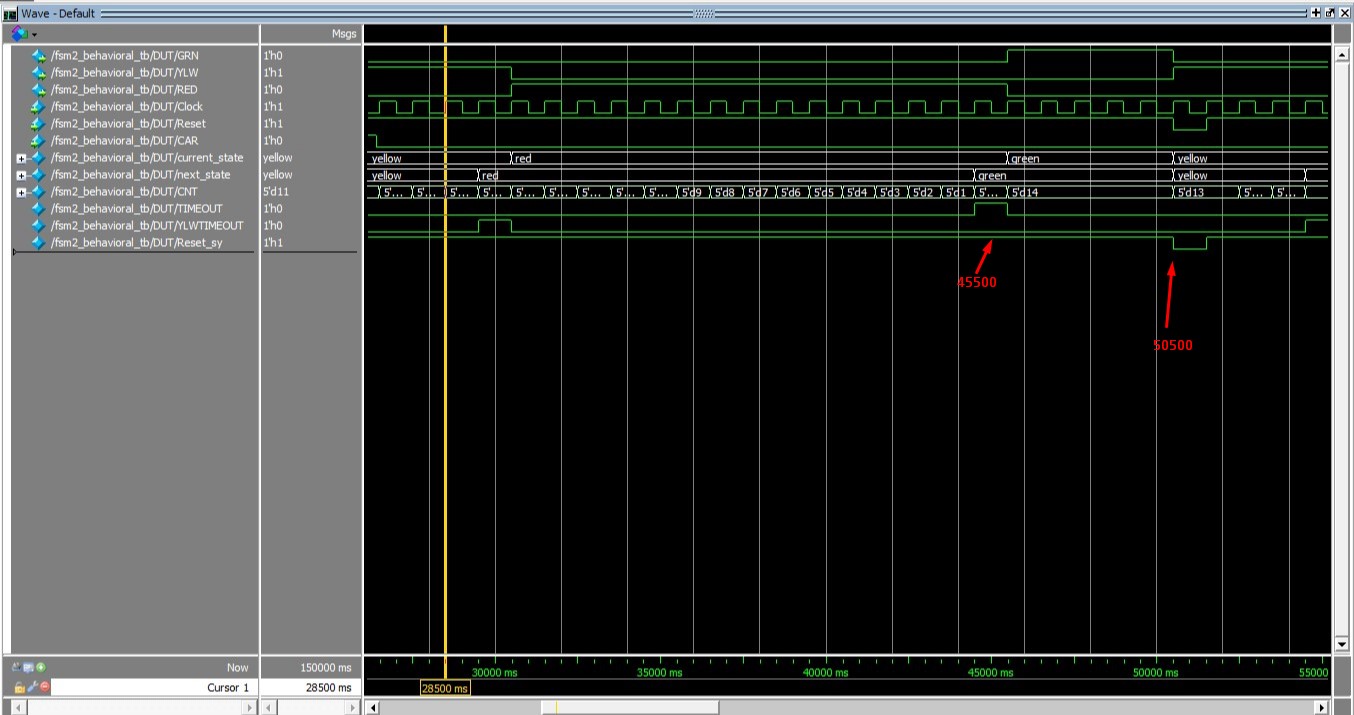 Wave - Default
Msgs
/fsm2_behavioral_tb/DUT/GRN 1'h0
/fsm2_behavioral_tb/DUT/YLW 1'h1
/fsm2_behavioral_tb/DUT/RED 1'h0
/fsm2_behavioral_tb/DUT/Clock 1'h1
/fsm2_behavioral_tb/DUT/Reset 1'h1
/fsm2_behavioral_tb/DUT/CAR 1'h0
/fsm2_behavioral_tb/DUT/current_state yellow yellow red green yellow
/fsm2_behavioral_tb/DUT/next_state yellow yellow red green yellow
/fsm2_behavioral_tb/DUT/CNT 5'd11 5'... 5'... 5'... 5'... 5'... 5'... 5'... 5'... 5'... 5'd9 5'd8 5'd7 5'd6 5'd5 5'd4 5'd3 5'd2 5'd1 5'... 5'd14 5'd13 5'... 5'...
/fsm2_behavioral_tb/DUT/TIMEOUT 1'h0
/fsm2_behavioral_tb/DUT/YLWTIMEOUT 1'h0
/fsm2_behavioral_tb/DUT/Reset_sy 1'h1
45500
50500
Now 150000 ms 30000 ms 35000 ms 40000 ms 45000 ms 50000 ms 55000
Cursor 1 28500 ms 28500 ms